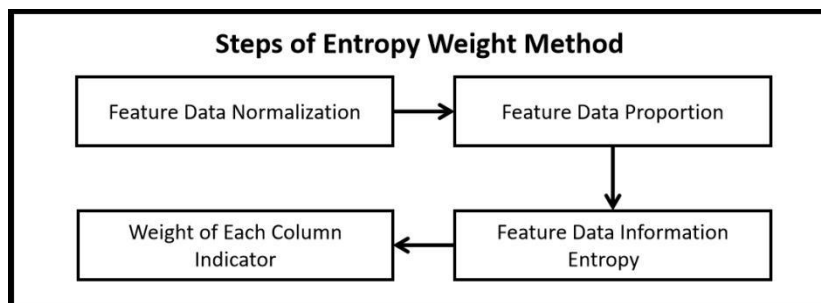 Steps of Entropy Weight Method
Feature Data Normalization
Feature Data Proportion
Feature Data Information
Entropy
Weight of Each Column
Indicator